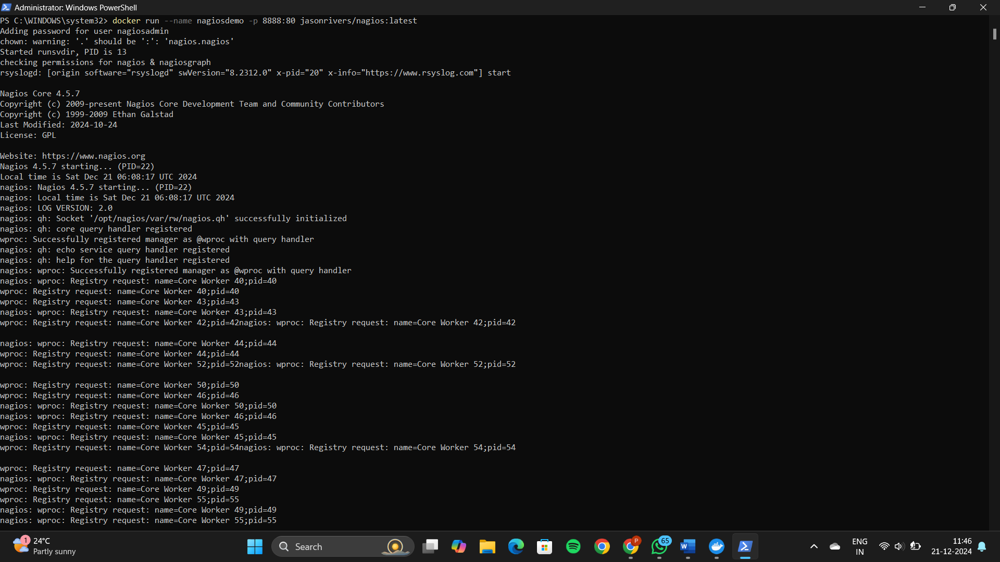 Administrator: Windows PowerShell
PS C:\WINDOWS\system32> docker run --name nagiosdemo -p 8888:80 jasonrivers/nagios:latest
Adding password for user nagiosadmin
chown: warning: '.' should be ':': 'nagios.nagios'
Started runsvdir, PID is 13
checking permissions for nagios & nagiosgraph
rsyslogd: [origin software="rsyslogd" swVersion="8.2312.0" x-pid="20" x-info="https://www.rsyslog.com"] start
Nagios Core 4.5.7
Copyright (c) 2009-present Nagios Core Development Team and Community Contributors
Copyright (c) 1999-2009 Ethan Galstad
Last Modified: 2024-10-24
License: GPL
Website: https://www.nagios.org
Nagios 4.5.7 starting... (PID=22)
Local time is Sat Dec 21 06:08:17 UTC 2024
nagios: Nagios 4.5.7 starting... (PID=22)
nagios: Local time is Sat Dec 21 06:08:17 UTC 2024
nagios: LOG VERSION: 2.0
nagios: qh: Socket '/opt/nagios/var/rw/nagios.qh' successfully initialized
nagios: qh: core query handler registered
wproc: Successfully registered manager as @wproc with query handler
nagios: qh: echo service query handler registered
nagios: qh: help for the query handler registered
nagios: wproc: Successfully registered manager as @wproc with query handler
nagios: wproc: Registry request: name=Core Worker 40;pid=40
wproc: Registry request: name=Core Worker 40;pid=40
wproc: Registry request: name=Core Worker 43;pid=43
nagios: wproc: Registry request: name=Core Worker 43;pid=43
wproc: Registry request: name=Core Worker 42;pid=42nagios: wproc: Registry request: name=Core Worker 42;pid=42
nagios: wproc: Registry request: name=Core Worker 44;pid=44
wproc: Registry request: name=Core Worker 44;pid=44
wproc: Registry request: name=Core Worker 52;pid=52nagios: wproc: Registry request: name=Core Worker 52;pid=52
wproc: Registry request: name=Core Worker 50;pid=50
wproc: Registry request: name=Core Worker 46;pid=46
nagios: wproc: Registry request: name=Core Worker 50;pid=50
nagios: wproc: Registry request: name=Core Worker 46;pid=46
wproc: Registry request: name=Core Worker 45;pid=45
nagios: wproc: Registry request: name=Core Worker 45;pid=45
wproc: Registry request: name=Core Worker 54;pid=54nagios: wproc: Registry request: name=Core Worker 54;pid=54
wproc: Registry request: name=Core Worker 47;pid=47
nagios: wproc: Registry request: name=Core Worker 47;pid=47
wproc: Registry request: name=Core Worker 49;pid=49
wproc: Registry request: name=Core Worker 55;pid=55
nagios: wproc: Registry request: name=Core Worker 49;pid=49
nagios: wproc: Registry request: name=Core Worker 55;pid=55
1
24°C
Partly sunny
Search
P
65
W
ENG
IN
11:46
21-12-2024